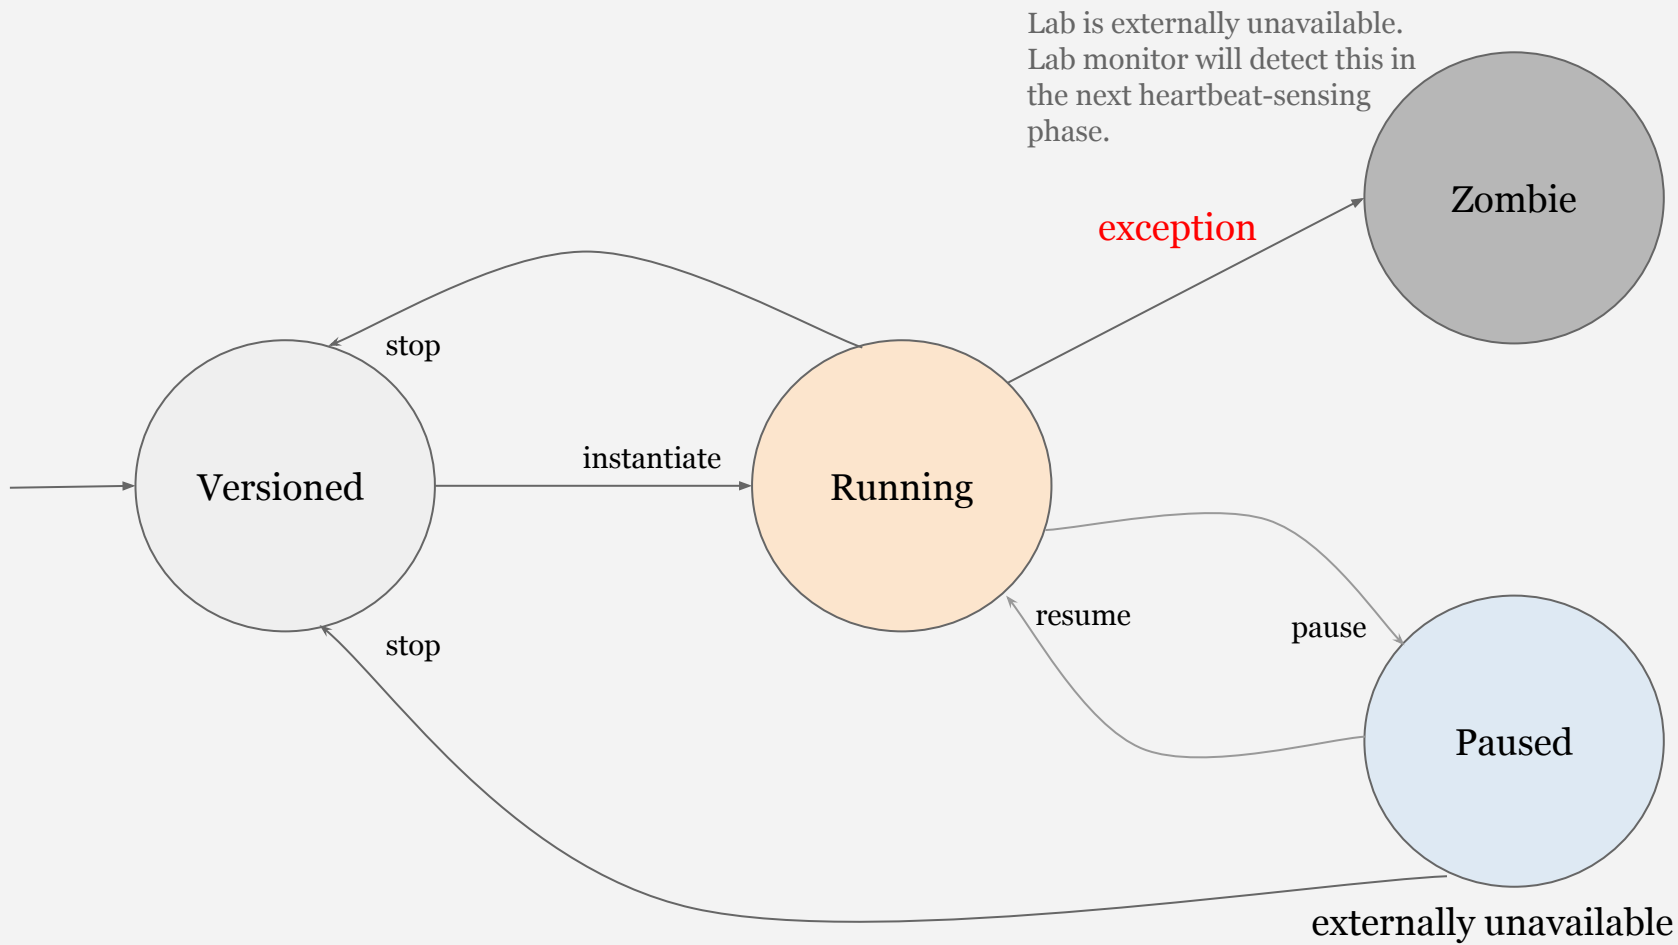 Lab is externally unavailable.
Lab monitor will detect this in
the next heartbeat-sensing
phase.
Zombie
exception
stop
instantiate
Versioned
Running
resume
pause
stop
Paused
externally unavailable